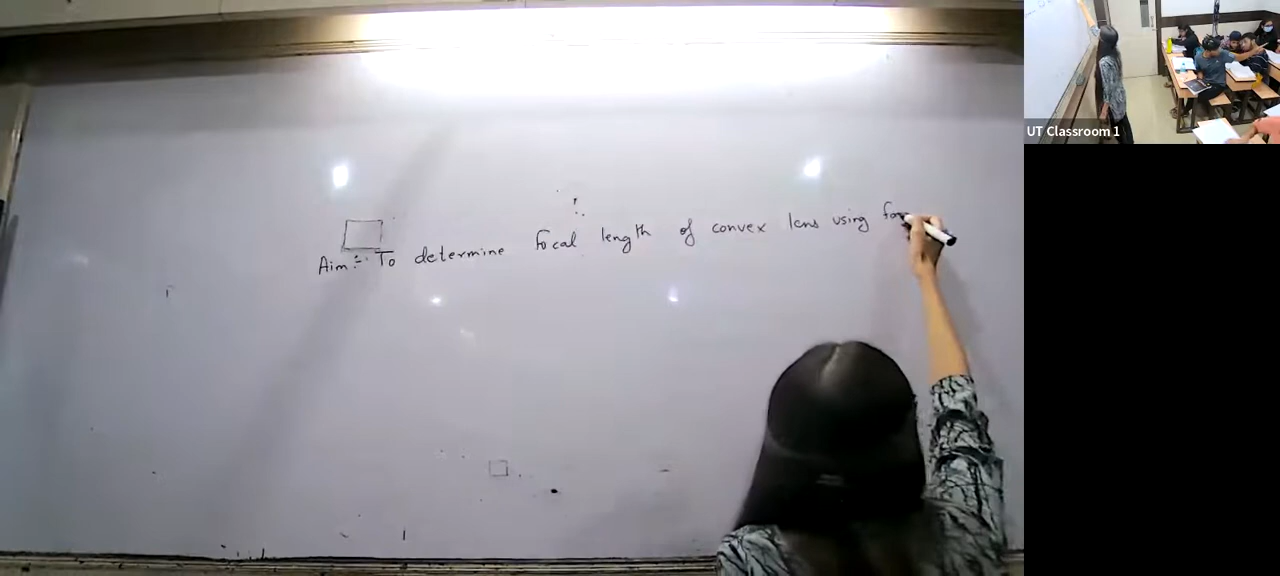 Aim:- To determine focal length of convex lens using
UT Classroom 1